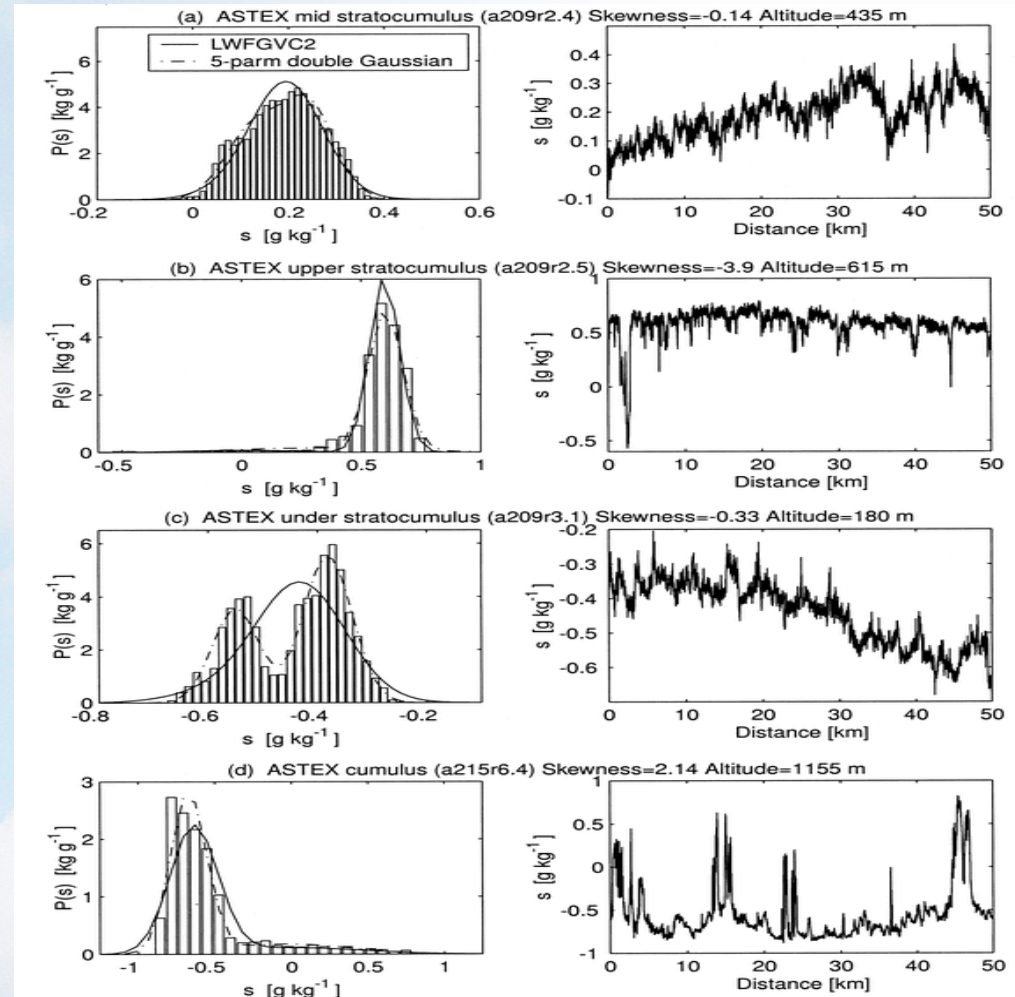 (a) ASTEX mid stratocumulus (a209r2.4) Skewness=-0.14 Altitude=435 m
LWFGVC2
5-parm double Gaussian
P(s) [kg g⁻¹]
6
4
2
0
-0.2 0 0.2 0.4 0.6
s [g kg⁻¹]
s [g kg⁻¹]
0.5
0.4
0.3
0.2
0.1
0
-0.1
0 10 20 30 40 50
Distance [km]
(b) ASTEX upper stratocumulus (a209r2.5) Skewness=-3.9 Altitude=615 m
P(s) [kg g⁻¹]
6
4
2
0
-0.5 0 0.5 1
s [g kg⁻¹]
s [g kg⁻¹]
1
0.5
0
-0.5
0 10 20 30 40 50
Distance [km]
(c) ASTEX under stratocumulus (a209r3.1) Skewness=-0.33 Altitude=180 m
P(s) [kg g⁻¹]
6
4
2
0
-0.8 -0.6 -0.4 -0.2
s [g kg⁻¹]
s [g kg⁻¹]
-0.2
-0.3
-0.4
-0.5
-0.6
0 10 20 30 40 50
Distance [km]
(d) ASTEX cumulus (a215r6.4) Skewness=2.14 Altitude=1155 m
P(s) [kg g⁻¹]
3
2
1
0
-1 -0.5 0 0.5 1
s [g kg⁻¹]
s [g kg⁻¹]
1
0.5
0
-0.5
-1
0 10 20 30 40 50
Distance [km]